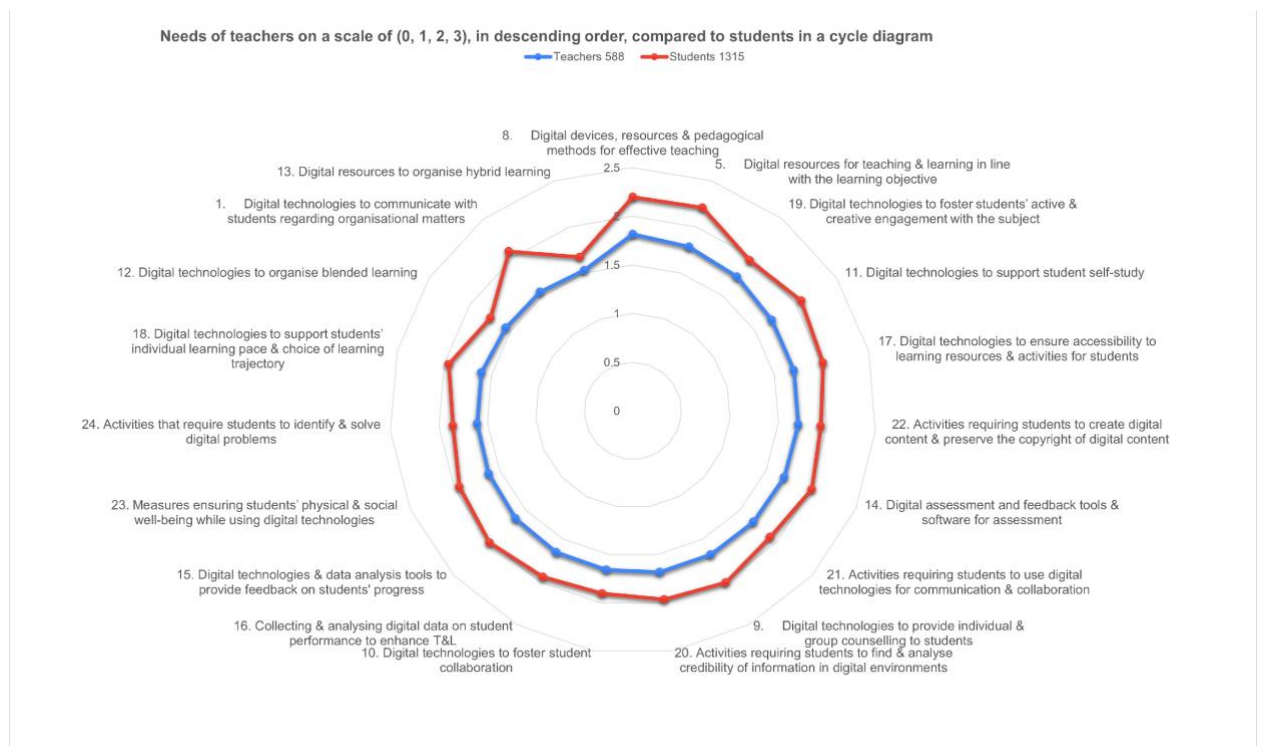 Needs of teachers on a scale of (0, 1, 2, 3), in descending order, compared to students in a cycle diagram
Teachers 588
Students 1315
8. Digital devices, resources & pedagogical
methods for effective teaching
5. Digital resources for teaching & learning in line
with the learning objective
19. Digital technologies to foster students' active &
creative engagement with the subject
11. Digital technologies to support student self-study
17. Digital technologies to ensure accessibility to
learning resources & activities for students
22. Activities requiring students to create digital
content & preserve the copyright of digital content
14. Digital assessment and feedback tools &
software for assessment
21. Activities requiring students to use digital
technologies for communication & collaboration
9. Digital technologies to provide individual &
group counselling to students
20. Activities requiring students to find & analyse
credibility of information in digital environments
10. Digital technologies to foster student
collaboration
16. Collecting & analysing digital data on student
performance to enhance T&L
15. Digital technologies & data analysis tools to
provide feedback on students' progress
23. Measures ensuring students' physical & social
well-being while using digital technologies
24. Activities that require students to identify & solve
digital problems
18. Digital technologies to support students'
individual learning pace & choice of learning
trajectory
12. Digital technologies to organise blended learning
1. Digital technologies to communicate with
students regarding organisational matters
13. Digital resources to organise hybrid learning
2.5
2
1.5
1
0.5
0